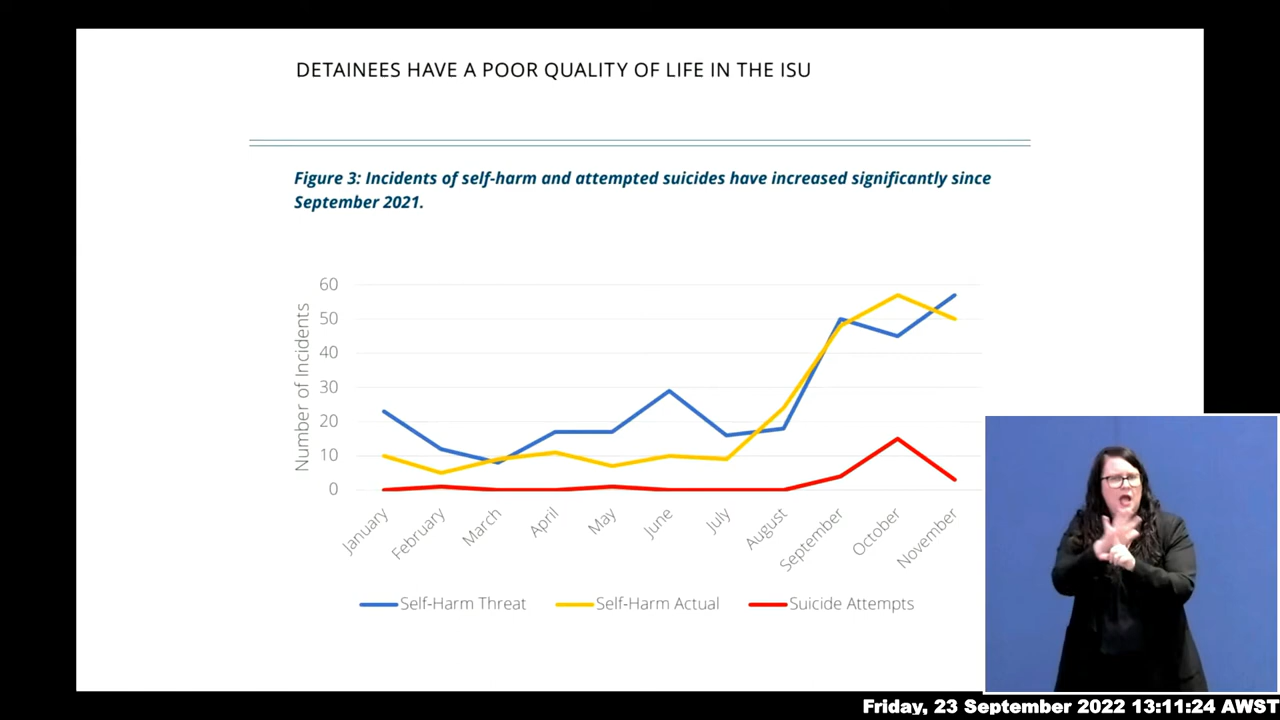 DETAINEES HAVE A POOR QUALITY OF LIFE IN THE ISU
Figure 3: Incidents of self-harm and attempted suicides have increased significantly since
September 2021.
Number of Incidents
60
50
40
30
20
10
0
January
February
March
April
May
June
July
August
September
October
November
Self-Harm Threat
Self-Harm Actual
Suicide Attempts
Friday, 23 September 2022 13:11:24 AWST